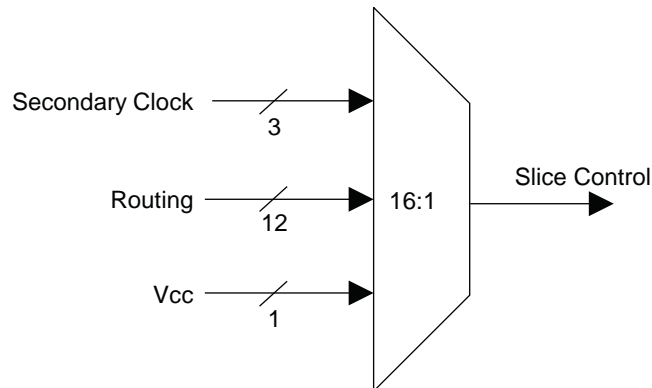 Secondary Clock
3
Routing
12
Vcc
1
16:1
Slice Control